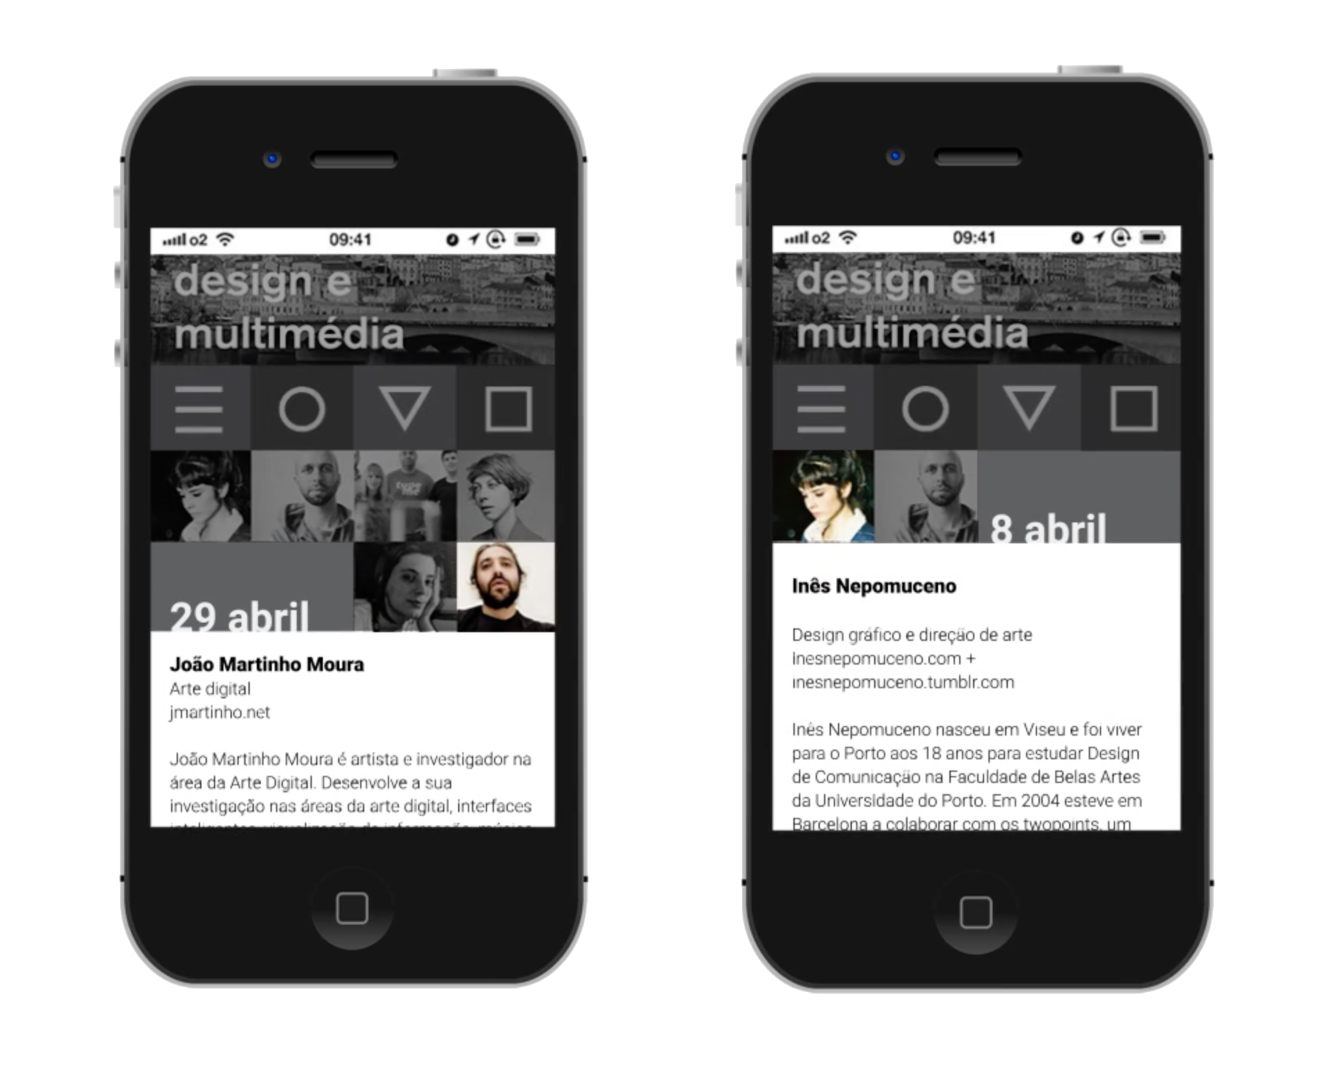 o2
09:41
design e
multimédia
29 abril
João Martinho Moura
Arte digital
jmartinho.net
João Martinho Moura é artista e investigador na
área da Arte Digital. Desenvolve a sua
investigação nas áreas da arte digital, interfaces
o2
09:41
design e
multimédia
8 abril
Inês Nepomuceno
Design gráfico e direção de arte
inesnepomuceno.com +
inesnepomuceno.tumblr.com
Inês Nepomuceno nasceu em Viseu e foi viver
para o Porto aos 18 anos para estudar Design
de Comunicação na Faculdade de Belas Artes
da Universidade do Porto. Em 2004 esteve em
Barcelona a colaborar com os twopoints, um